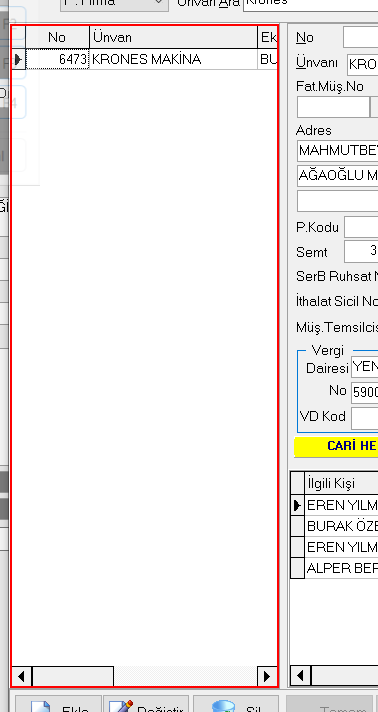 Ünvan Ara Krones
No Ünvan Ek
6473 KRONES MAKİNA BU
No
Ünvanı KRO
Fat.Müş.No
Adres
MAHMUTBE
AĞAOĞLU M
P.Kodu
Semt 3
SerB Ruhsat N
İthalat Sicil No
Müş.Temsilcis
Vergi
Dairesi YEN
No 5900
VD Kod
CARİ HE
İlgili Kişi
EREN YILM
BURAK ÖZE
EREN YILM
ALPER BER
Ekle Değiştir Sil Tamam